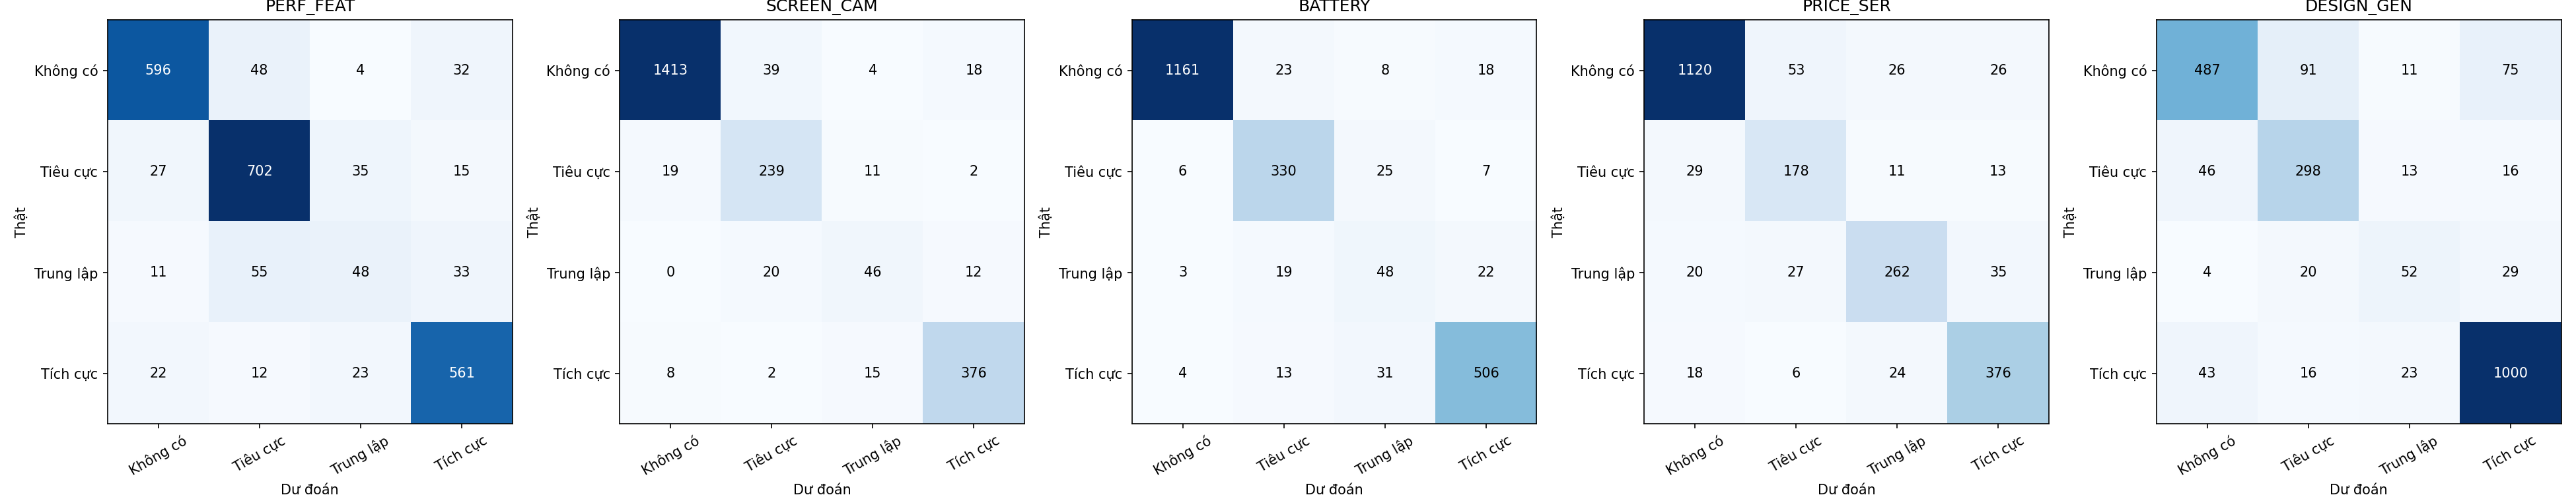 PERF_FEAT
Không có 596 48 4 32
Tiêu cực 27 702 35 15
Trung lập 11 55 48 33
Tích cực 22 12 23 561
Thật
Không có Tiêu cực Trung lập Tích cực
Dư đoán
SCREEN_CAM
Không có 1413 39 4 18
Tiêu cực 19 239 11 2
Trung lập 0 20 46 12
Tích cực 8 2 15 376
Thật
Không có Tiêu cực Trung lập Tích cực
Dư đoán
BATTERY
Không có 1161 23 8 18
Tiêu cực 6 330 25 7
Trung lập 3 19 48 22
Tích cực 4 13 31 506
Thật
Không có Tiêu cực Trung lập Tích cực
Dư đoán
PRICE_SER
Không có 1120 53 26 26
Tiêu cực 29 178 11 13
Trung lập 20 27 262 35
Tích cực 18 6 24 376
Thật
Không có Tiêu cực Trung lập Tích cực
Dư đoán
DESIGN_GEN
Không có 487 91 11 75
Tiêu cực 46 298 13 16
Trung lập 4 20 52 29
Tích cực 43 16 23 1000
Thật
Không có Tiêu cực Trung lập Tích cực
Dư đoán